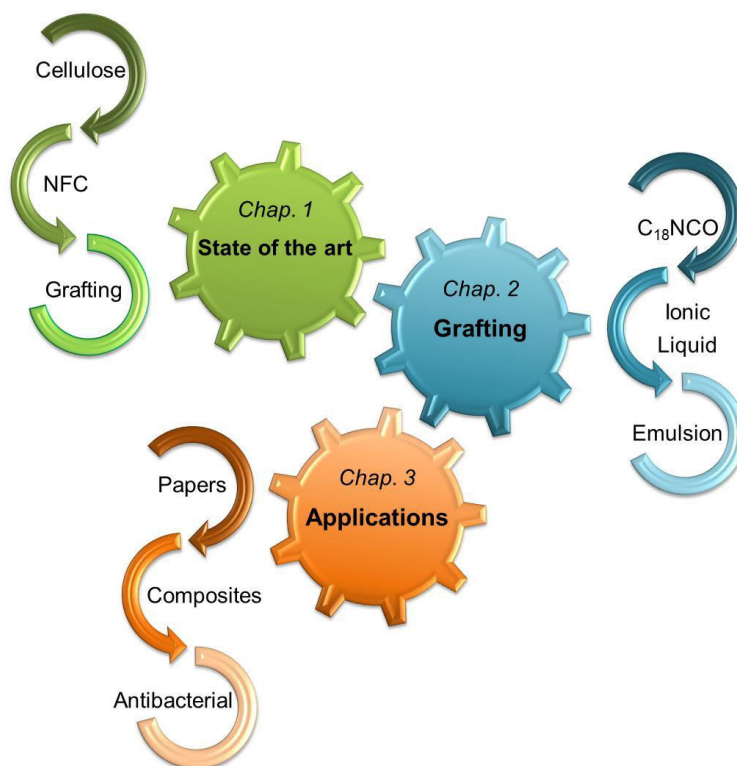 Cellulose
NFC
Grafting
Chap. 1
State of the art
Chap. 2
Grafting
C₁₈NCO
Ionic
Liquid
Emulsion
Chap. 3
Applications
Papers
Composites
Antibacterial